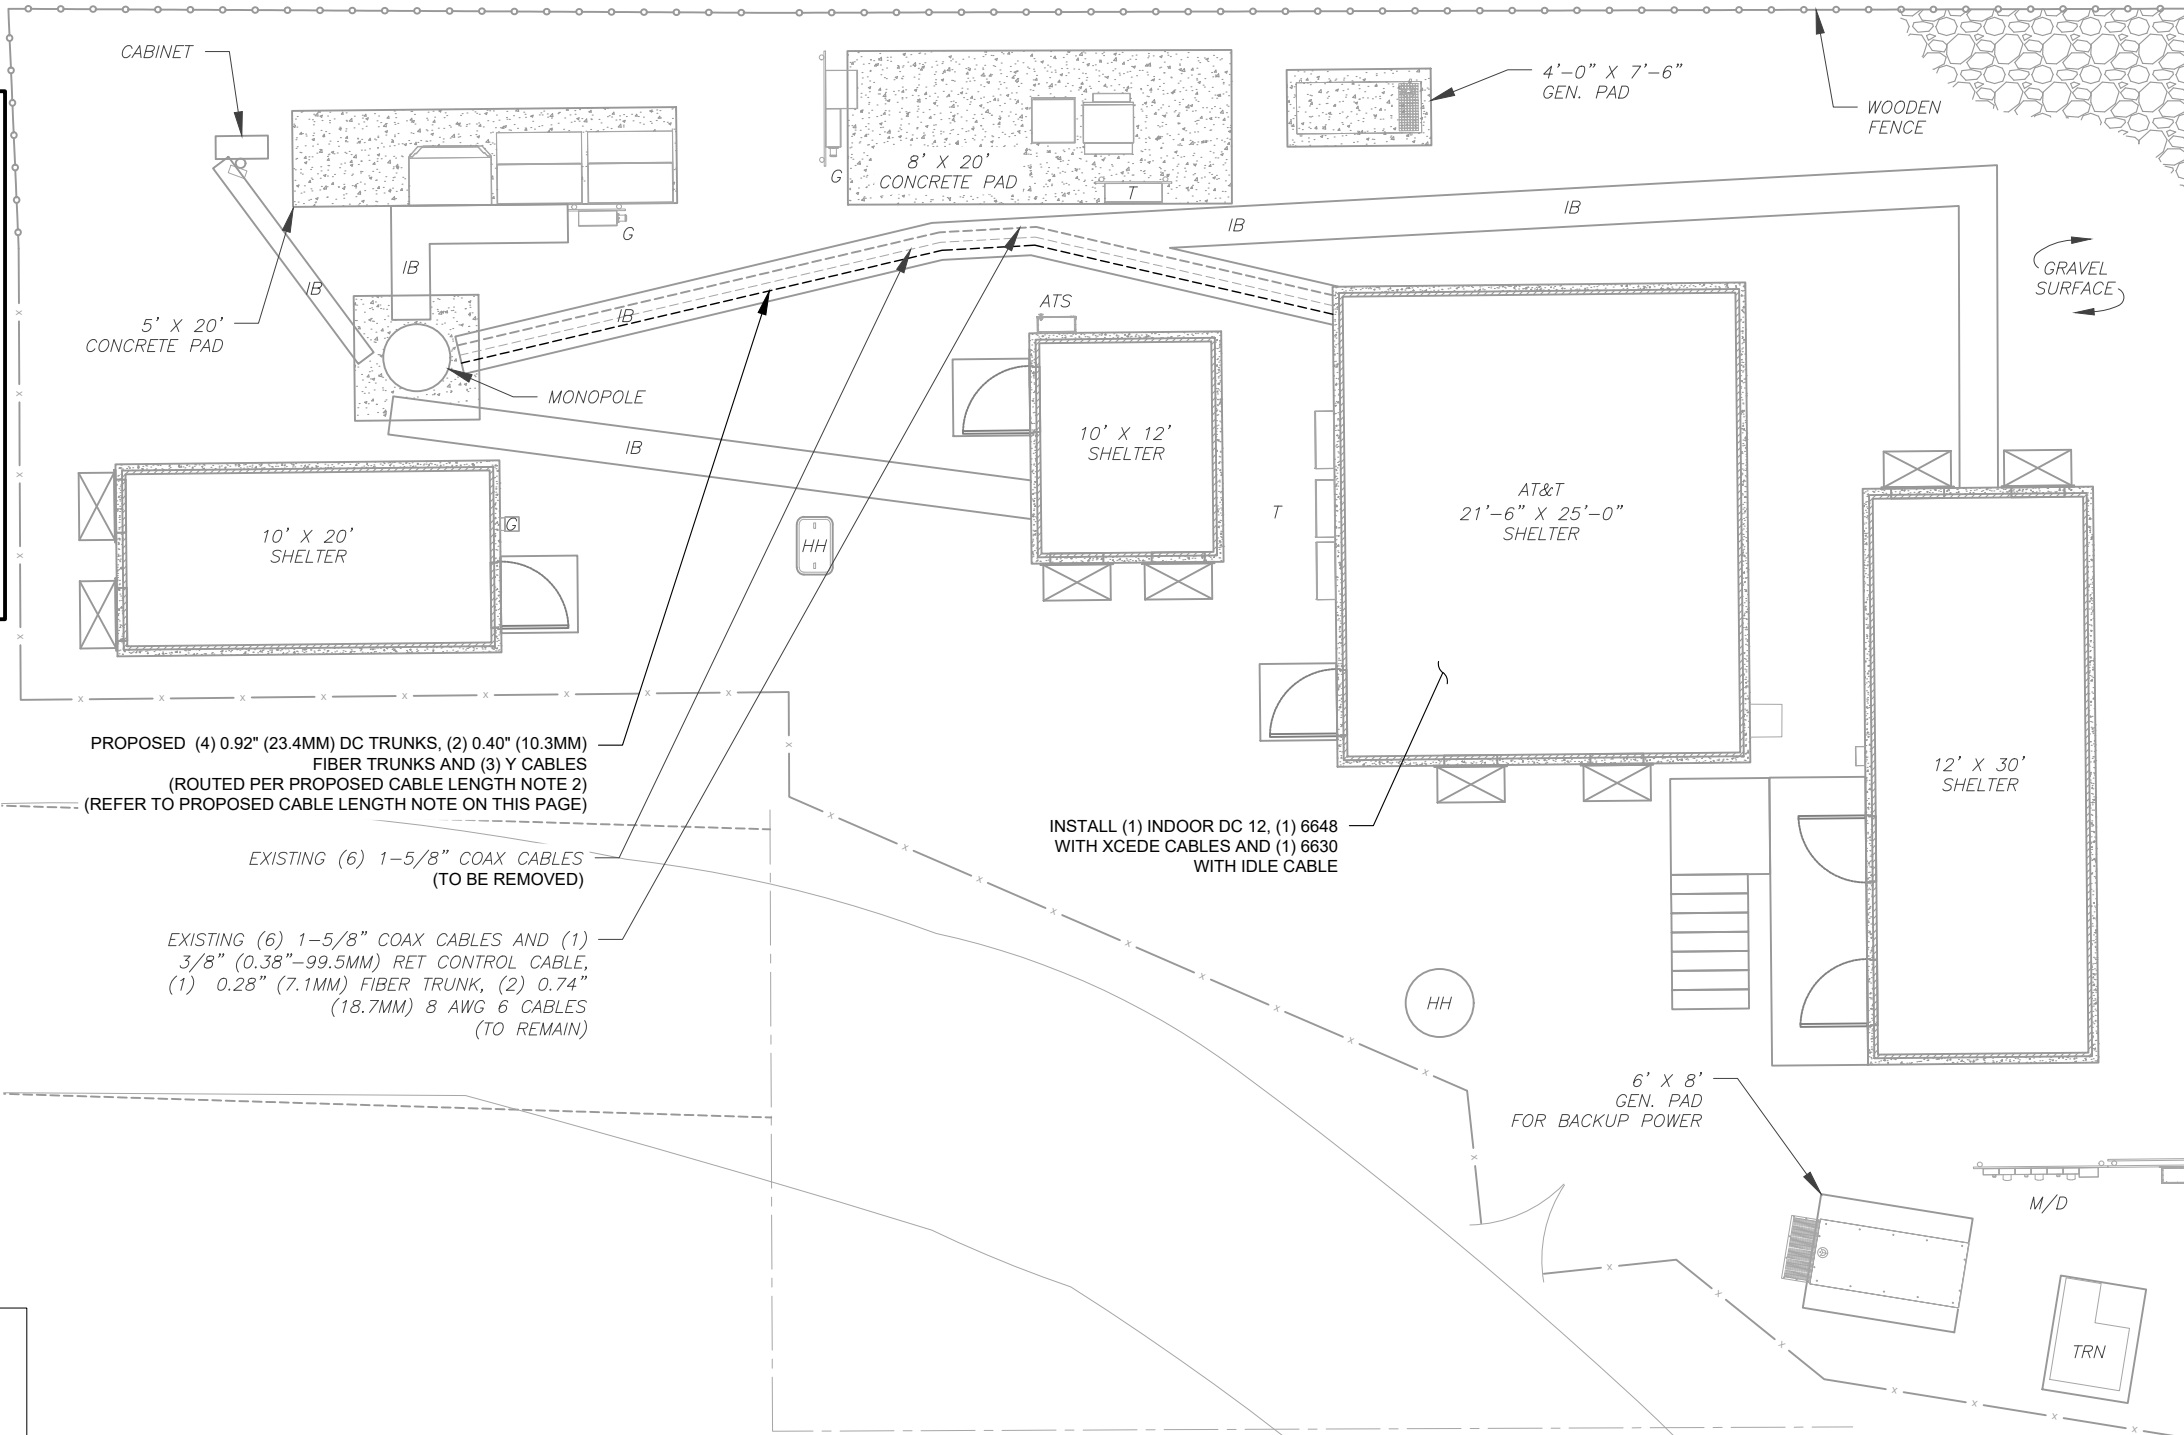 CABINET
4'-0" X 7'-6"
GEN. PAD
WOODEN
FENCE
8' X 20'
CONCRETE PAD
G
T
G
IB
IB
IB
IB
IB
IB
GRAVEL
SURFACE
5' X 20'
CONCRETE PAD
ATS
MONOPOLE
10' X 12'
SHELTER
AT&T
21'-6" X 25'-0"
SHELTER
T
10' X 20'
SHELTER
G
HH
PROPOSED (4) 0.92" (23.4MM) DC TRUNKS, (2) 0.40" (10.3MM)
FIBER TRUNKS AND (3) Y CABLES
(ROUTED PER PROPOSED CABLE LENGTH NOTE 2)
(REFER TO PROPOSED CABLE LENGTH NOTE ON THIS PAGE)
12' X 30'
SHELTER
INSTALL (1) INDOOR DC 12, (1) 6648
WITH XCEDE CABLES AND (1) 6630
WITH IDLE CABLE
EXISTING (6) 1-5/8" COAX CABLES
(TO BE REMOVED)
EXISTING (6) 1-5/8" COAX CABLES AND (1)
3/8" (0.38"-99.5MM) RET CONTROL CABLE,
(1) 0.28" (7.1MM) FIBER TRUNK, (2) 0.74"
(18.7MM) 8 AWG 6 CABLES
(TO REMAIN)
HH
6' X 8'
GEN. PAD
FOR BACKUP POWER
M/D
TRN